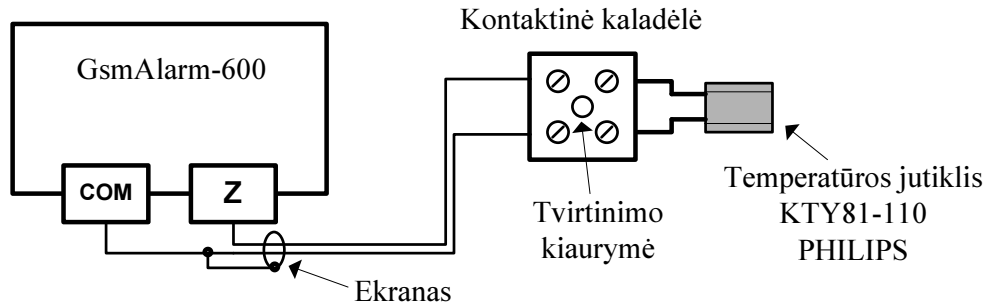 Kontaktinė kaladėlė
GsmAlarm-600
COM
Z
Tvirtinimo
kiaurymė
Temperatūros jutiklis
KTY81-110
PHILIPS
Ekranas